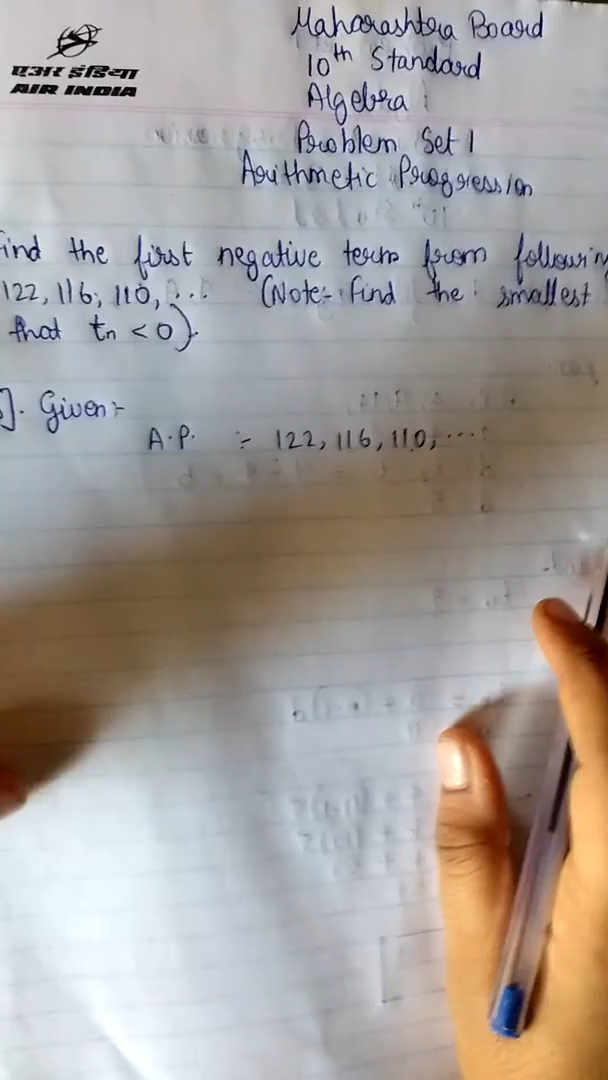 Maharashtra Board
10th Standard
Algebra
Problem Set 1
Arithmetic Progression
एअर इंडिया
AIR INDIA
ind the first negative term from followin
122, 116, 110, ... (Note:- Find the smallest
that tn < 0)
]. Given:-
A.P. = 122, 116, 110, ...